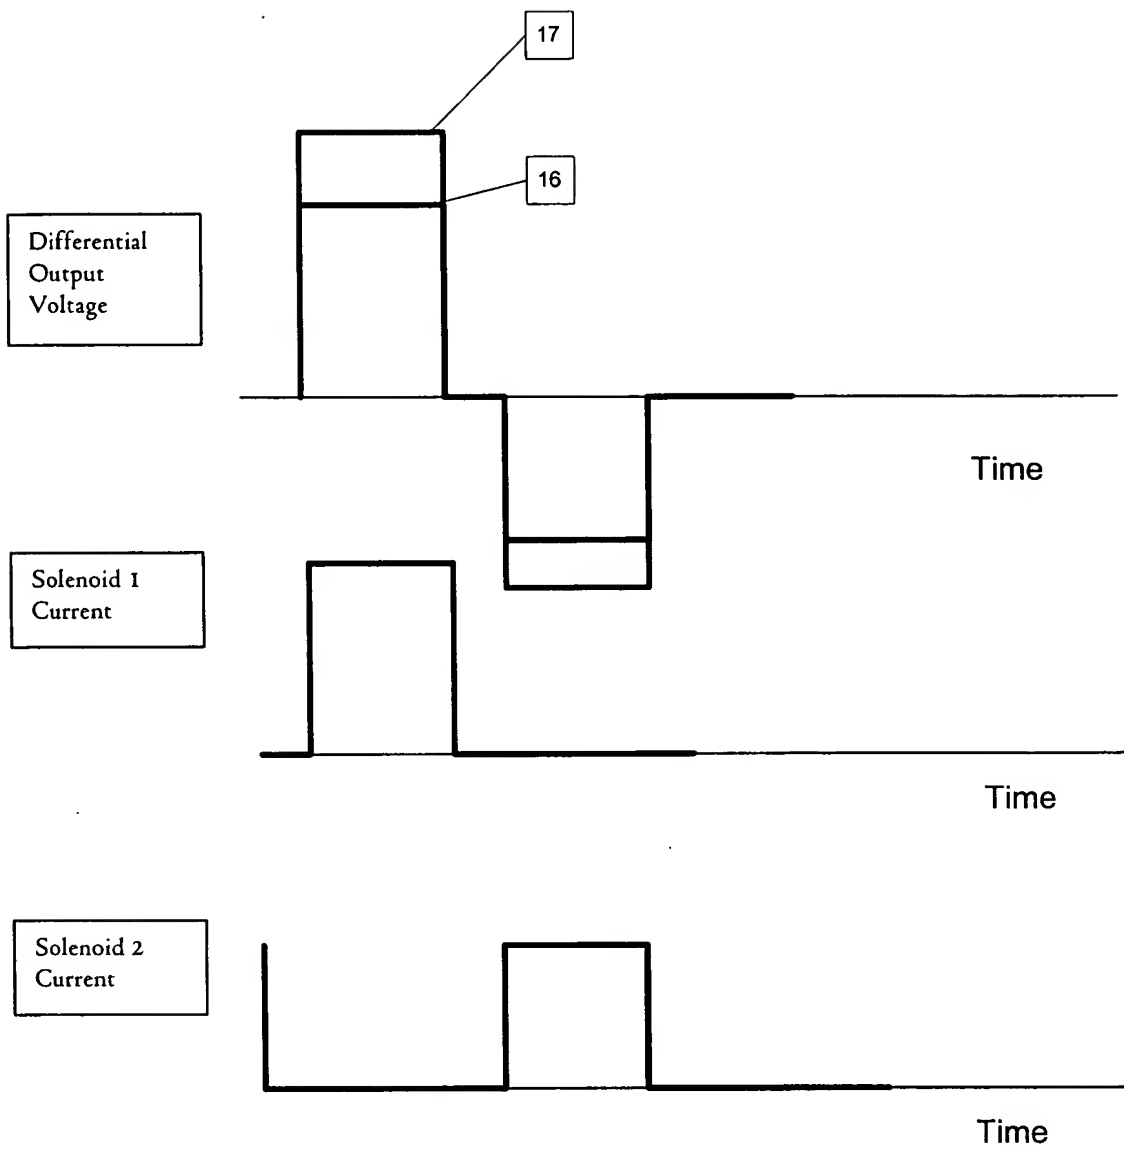 17
16
Differential
Output
Voltage
Time
Solenoid 1
Current
Time
Solenoid 2
Current
Time